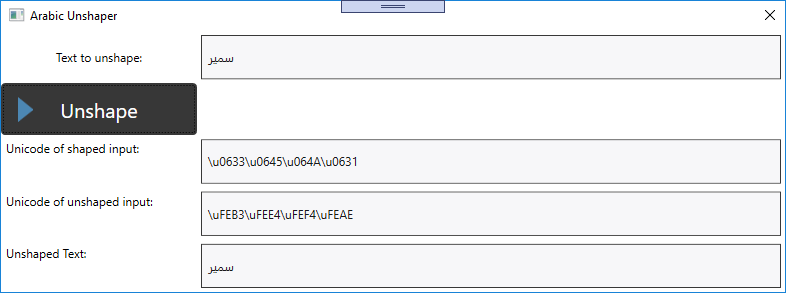 Arabic Unshaper
Text to unshape:
سمير
Unshape
Unicode of shaped input:
\u0633\u0645\u064A\u0631
Unicode of unshaped input:
\uFEB3\uFEE4\uFEF4\uFEAE
Unshaped Text:
سمير